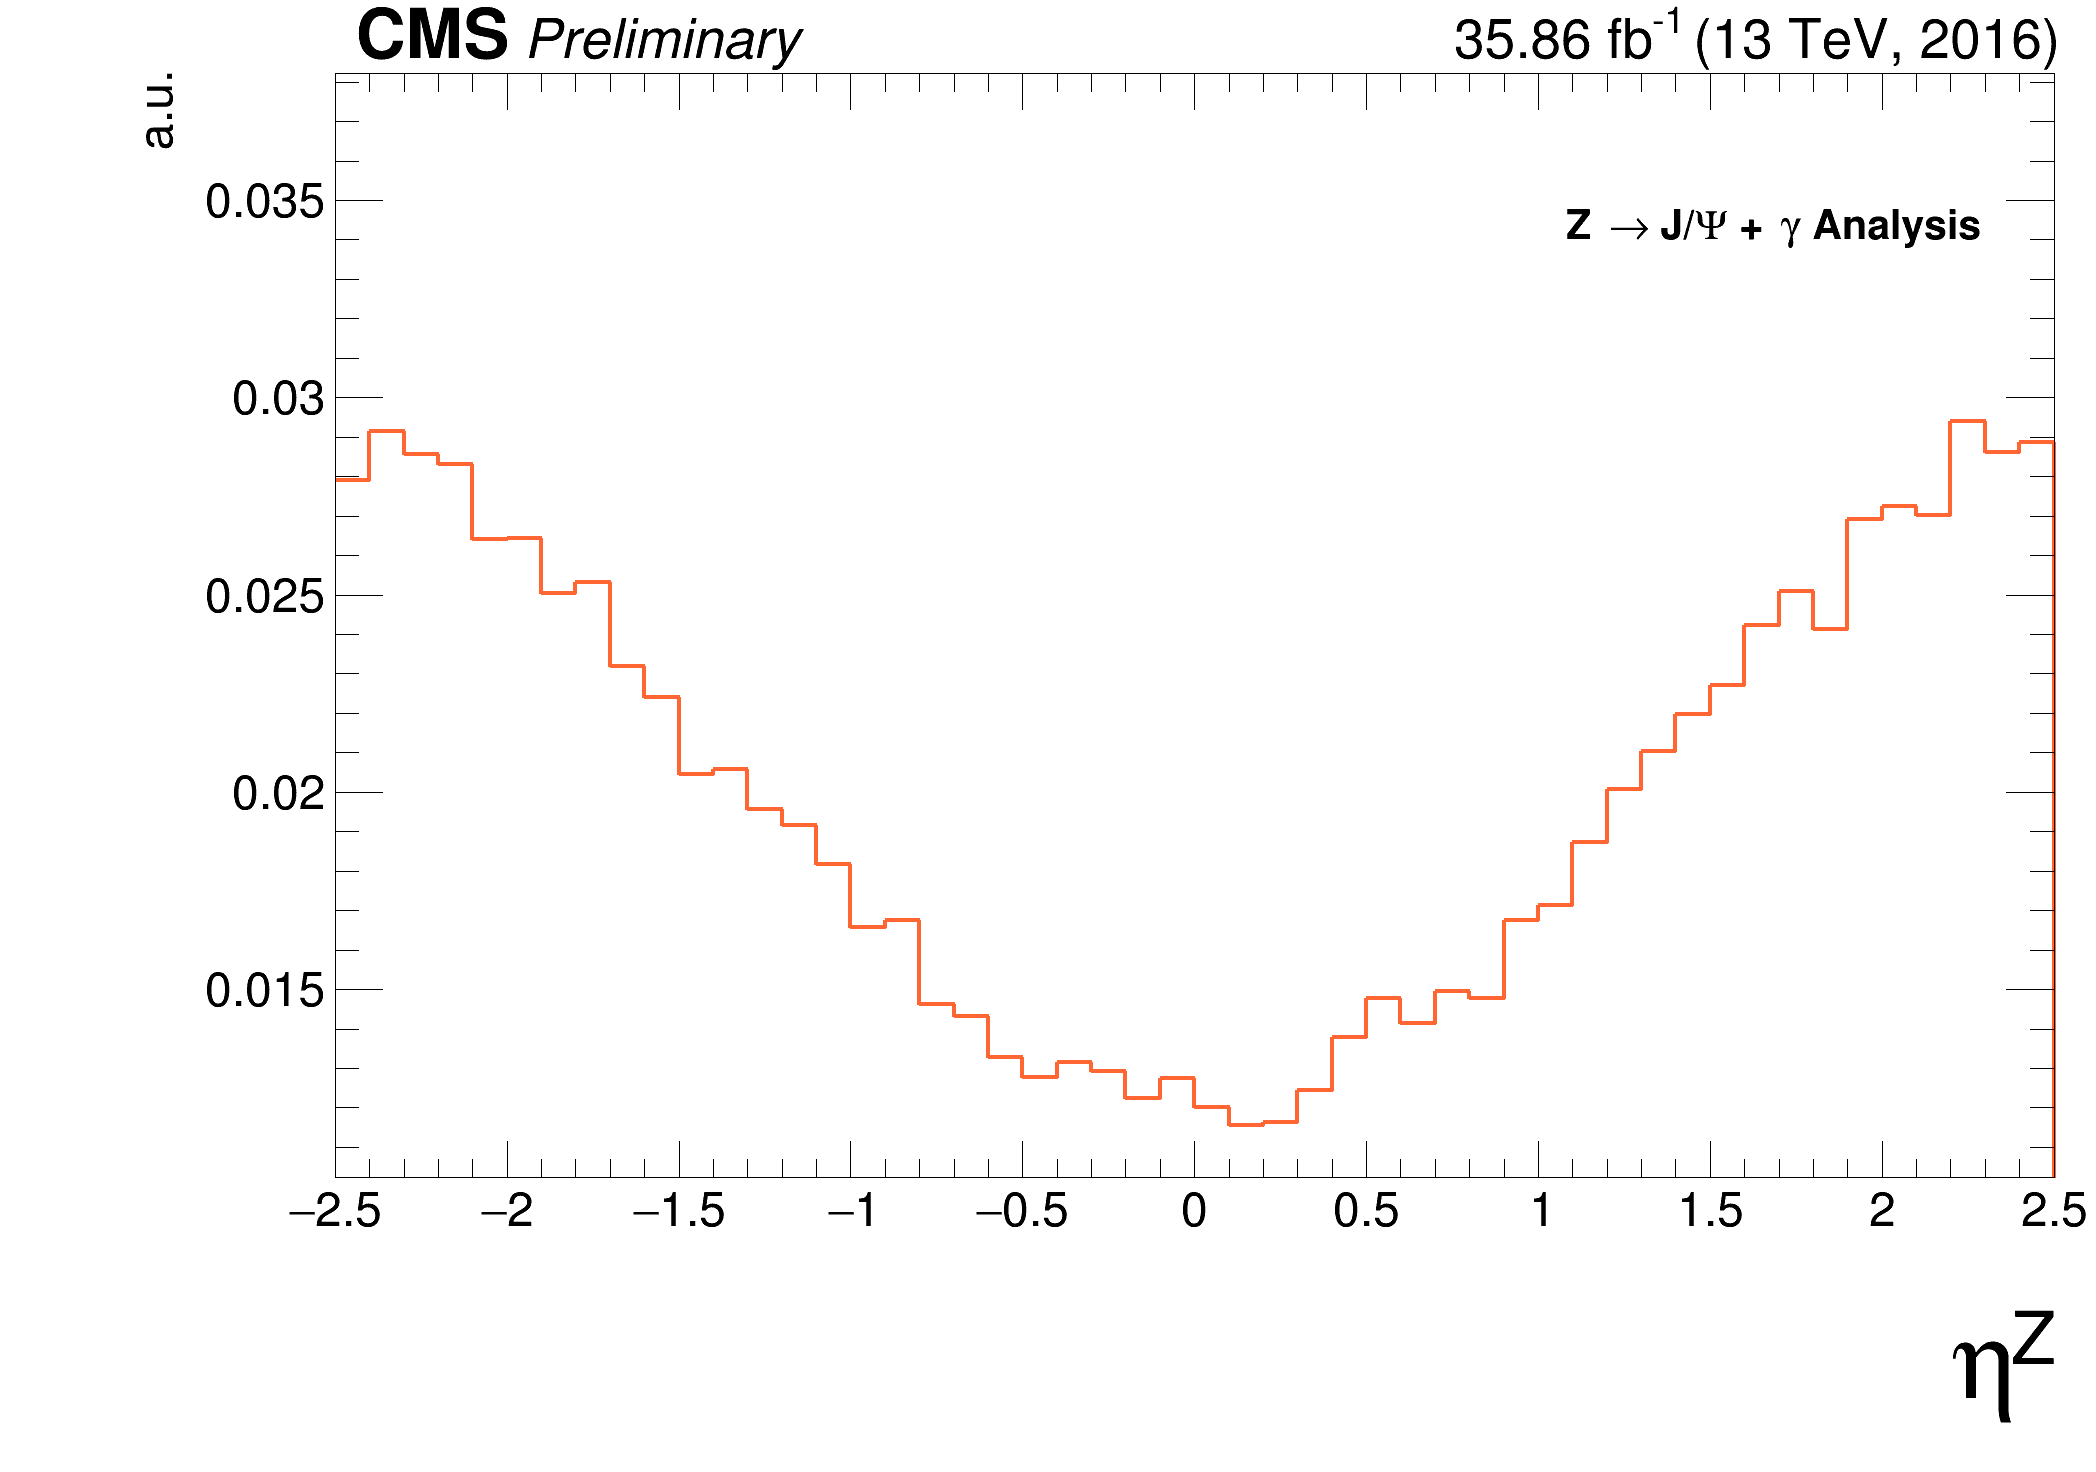 CMS Preliminary 35.86 fb⁻¹ (13 TeV, 2016)
a.u.
0.035
Z → J/Ψ + γ Analysis
0.03
0.025
0.02
0.015
−2.5 −2 −1.5 −1 −0.5 0 0.5 1 1.5 2 2.5
η^Z